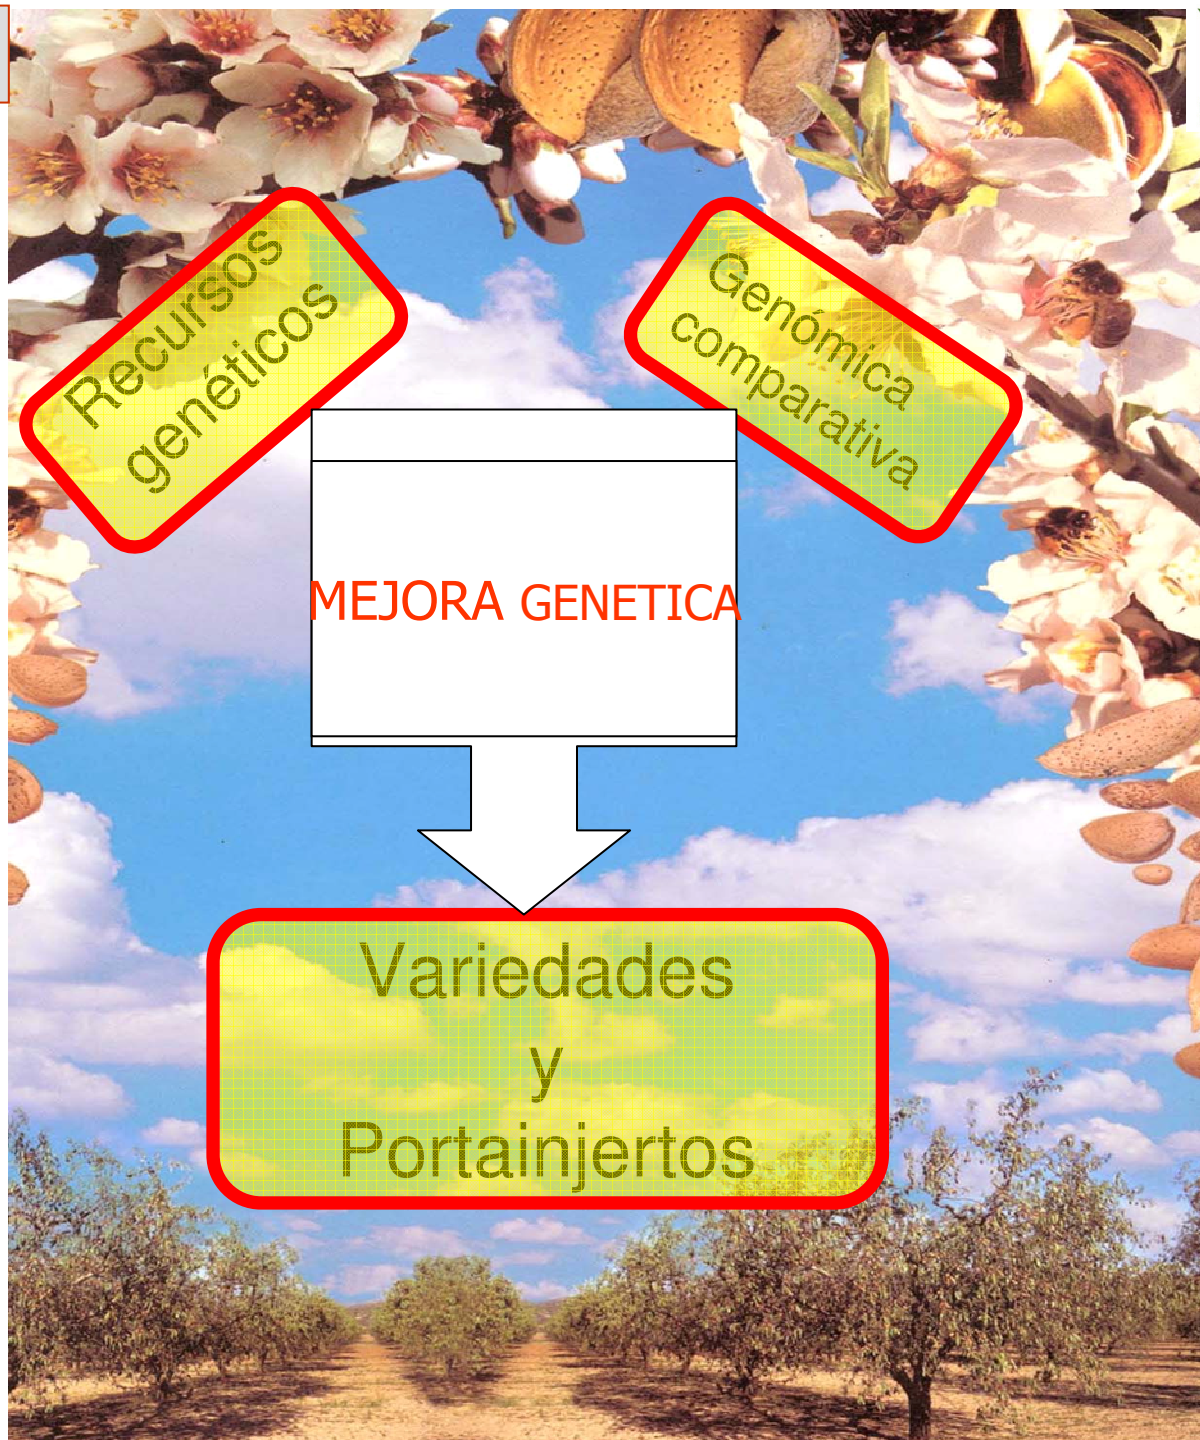 Recursos
genéticos
Genómica
comparativa
MEJORA GENETICA
Variedades
y
Portainjertos